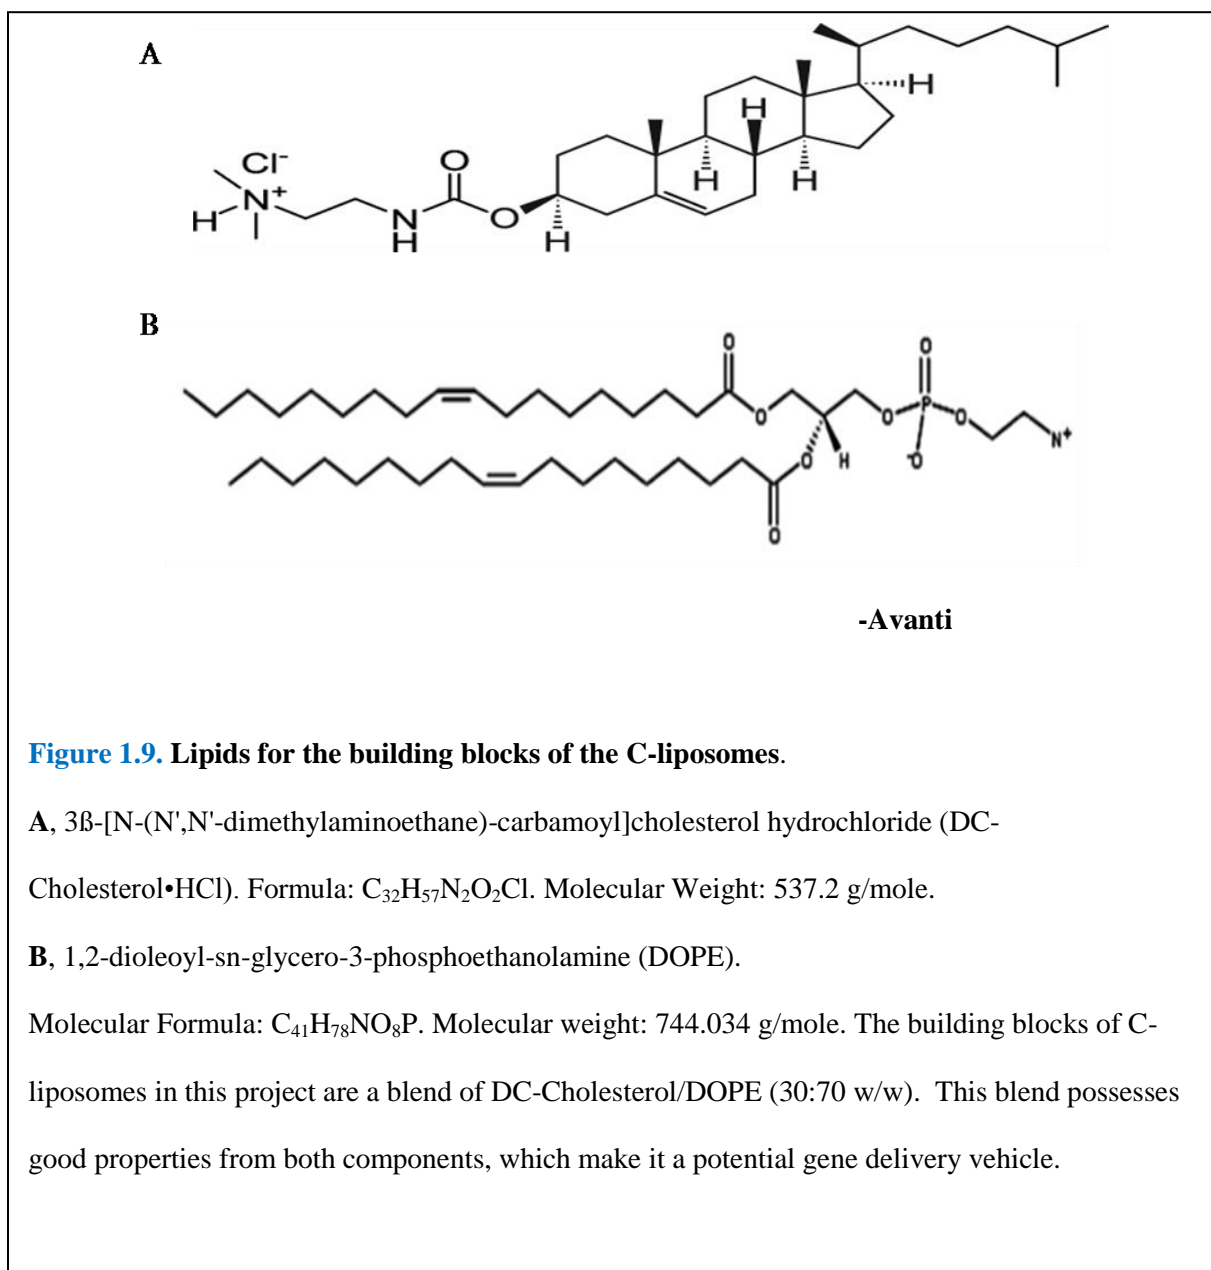 A
Cl⁻
H N⁺
N
H
O
O
H
H
H
H
H
B
O
O
O
O
H
O
P
O
⁻O
O
N⁺
-Avanti
Figure 1.9. Lipids for the building blocks of the C-liposomes.
A, 3ß-[N-(N',N'-dimethylaminoethane)-carbamoyl]cholesterol hydrochloride (DC-
Cholesterol•HCl). Formula: C₃₂H₅₇N₂O₂Cl. Molecular Weight: 537.2 g/mole.
B, 1,2-dioleoyl-sn-glycero-3-phosphoethanolamine (DOPE).
Molecular Formula: C₄₁H₇₈NO₈P. Molecular weight: 744.034 g/mole. The building blocks of C-
liposomes in this project are a blend of DC-Cholesterol/DOPE (30:70 w/w). This blend possesses
good properties from both components, which make it a potential gene delivery vehicle.